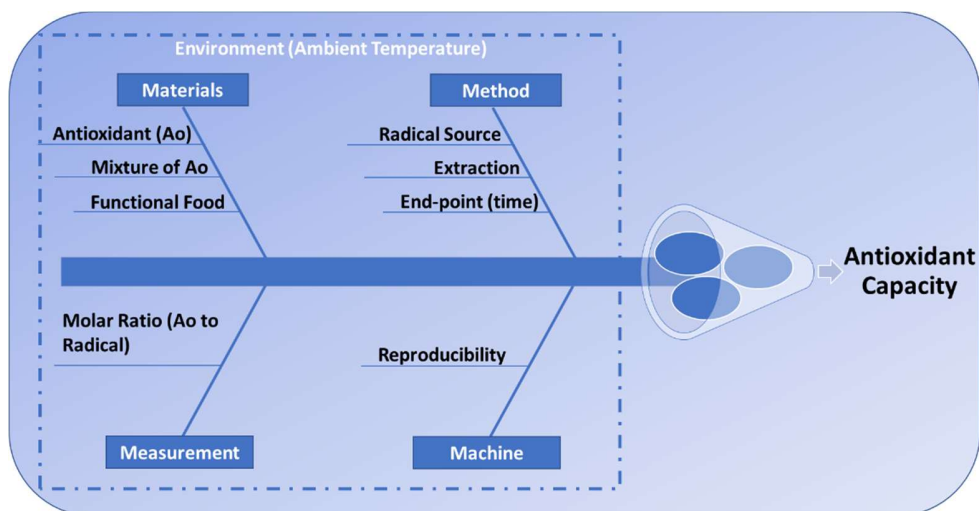 Environment (Ambient Temperature)
Materials
Method
Antioxidant (Ao)
Mixture of Ao
Functional Food
Radical Source
Extraction
End-point (time)
Antioxidant
Capacity
Molar Ratio (Ao to
Radical)
Reproducibility
Measurement
Machine